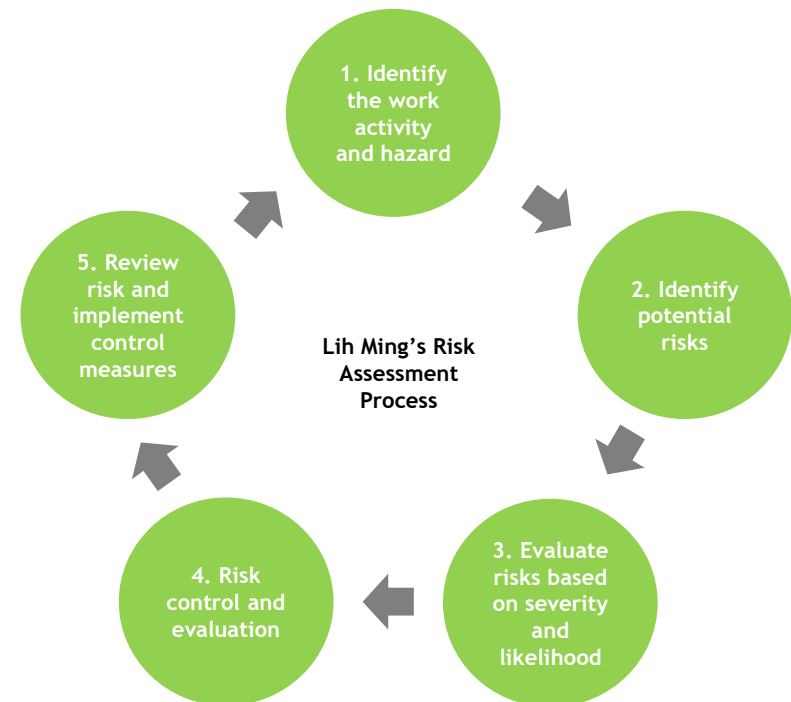 1. Identify
the work
activity
and hazard
2. Identify
potential
risks
3. Evaluate
risks based
on severity
and
likelihood
4. Risk
control and
evaluation
5. Review
risk and
implement
control
measures
Lih Ming’s Risk
Assessment
Process